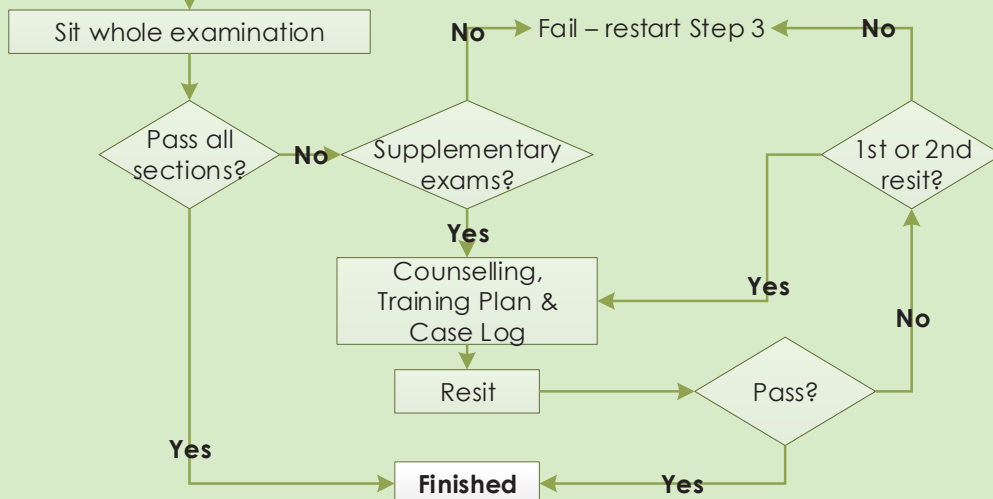 Sit whole examination
No
Fail – restart Step 3
No
Pass all
sections?
No
Supplementary
exams?
1st or 2nd
resit?
Yes
Counselling,
Training Plan &
Case Log
Yes
No
Resit
Pass?
Yes
Finished
Yes